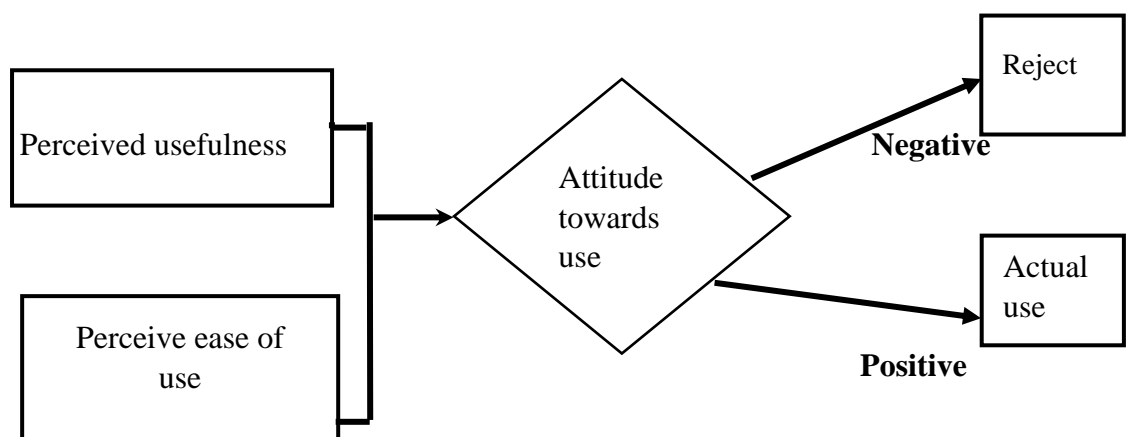 Perceived usefulness
Perceive ease of
use
Attitude
towards
use
Negative
Reject
Positive
Actual
use